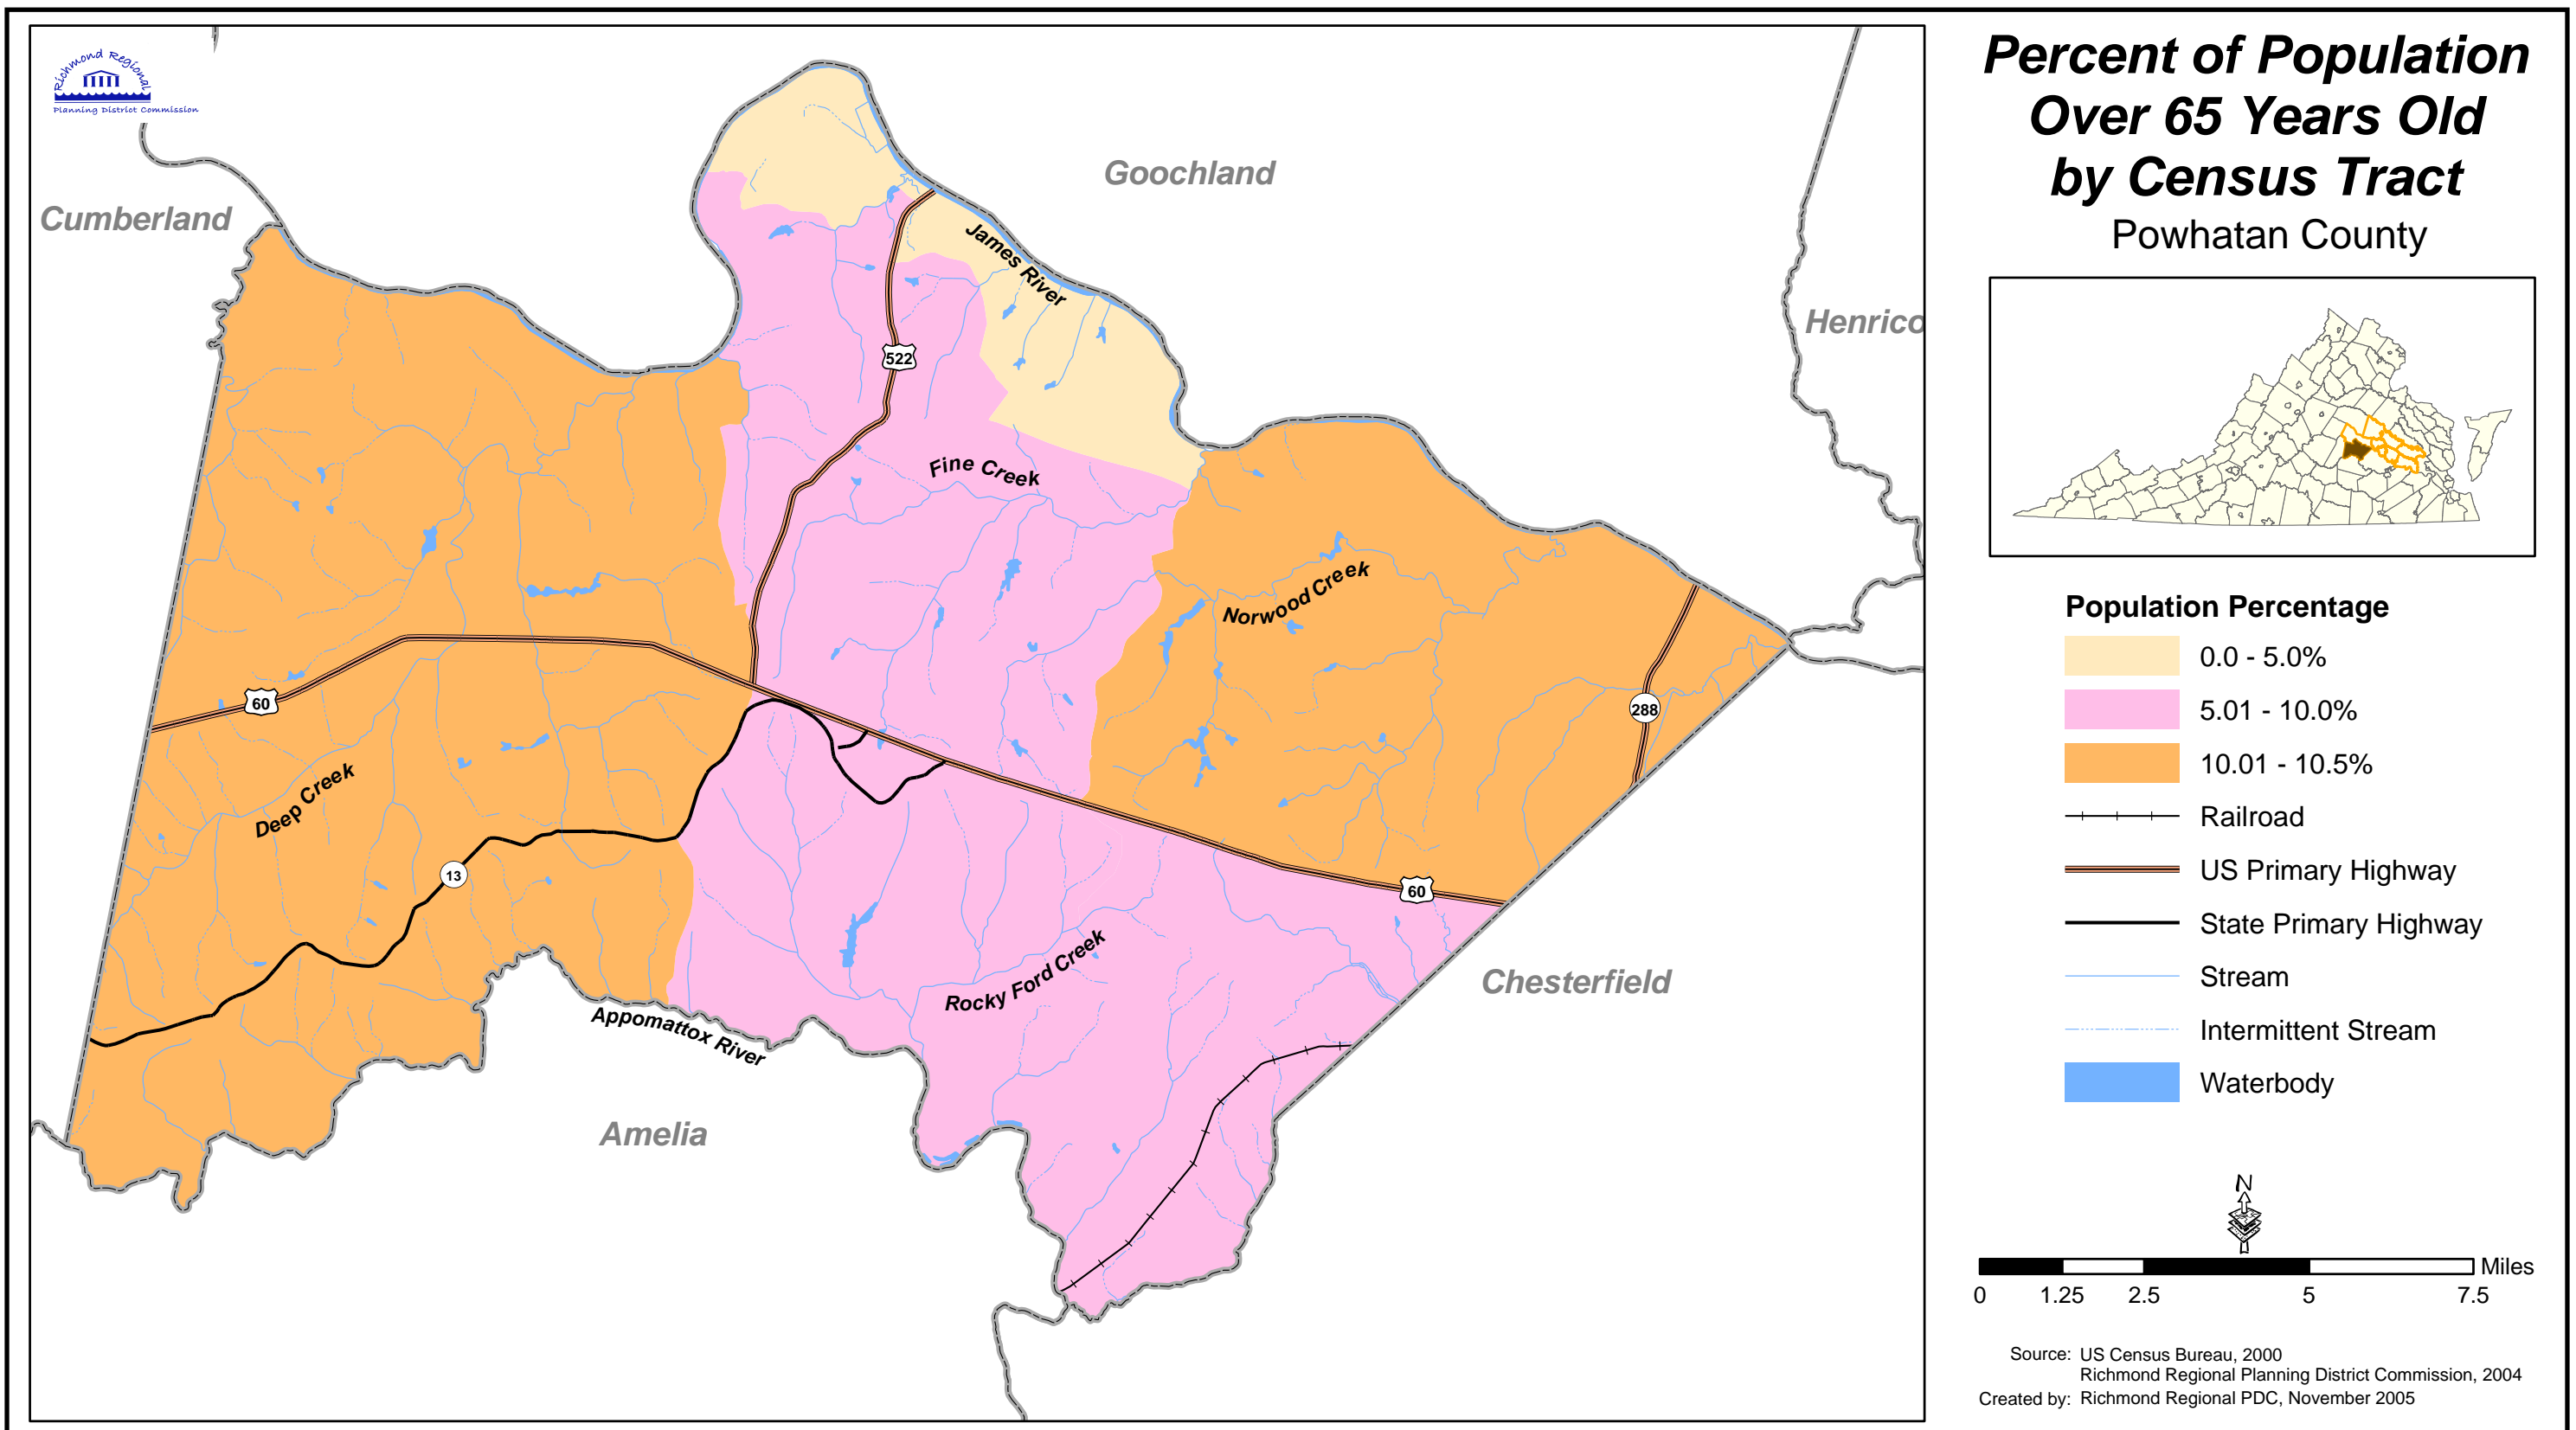 Richmond Regional
Planning District Commission
Percent of Population
Over 65 Years Old
by Census Tract
Powhatan County
Goochland
Cumberland
Henrico
James River
522
Fine Creek
Norwood Creek
60
288
Deep Creek
13
60
Rocky Ford Creek
Chesterfield
Appomattox River
Amelia
Population Percentage
0.0 - 5.0%
5.01 - 10.0%
10.01 - 10.5%
Railroad
US Primary Highway
State Primary Highway
Stream
Intermittent Stream
Waterbody
N
Miles
0 1.25 2.5 5 7.5
Source: US Census Bureau, 2000
Richmond Regional Planning District Commission, 2004
Created by: Richmond Regional PDC, November 2005